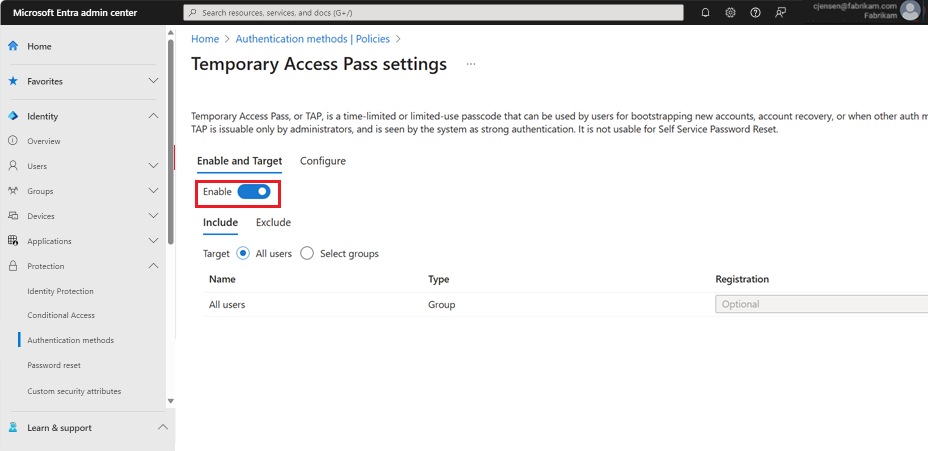 Microsoft Entra admin center
Search resources, services, and docs (G+/)
cjensen@fabrikam.com
Fabrikam
Home
Favorites
Identity
Overview
Users
Groups
Devices
Applications
Protection
Identity Protection
Conditional Access
Authentication methods
Password reset
Custom security attributes
Learn & support
Home > Authentication methods | Policies >
Temporary Access Pass settings ...
Temporary Access Pass, or TAP, is a time-limited or limited-use passcode that can be used by users for bootstrapping new accounts, account recovery, or when other auth m
TAP is issuable only by administrators, and is seen by the system as strong authentication. It is not usable for Self Service Password Reset.
Enable and Target Configure
Enable
Include Exclude
Target All users Select groups
Name Type Registration
All users Group Optional